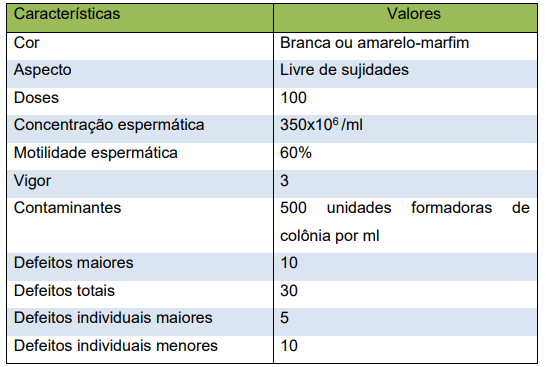 Características Valores
Cor Branca ou amarelo-marfim
Aspecto Livre de sujidades
Doses 100
Concentração espermática 350x10⁶ /ml
Motilidade espermática 60%
Vigor 3
Contaminantes 500 unidades formadoras de
colônia por ml
Defeitos maiores 10
Defeitos totais 30
Defeitos individuais maiores 5
Defeitos individuais menores 10